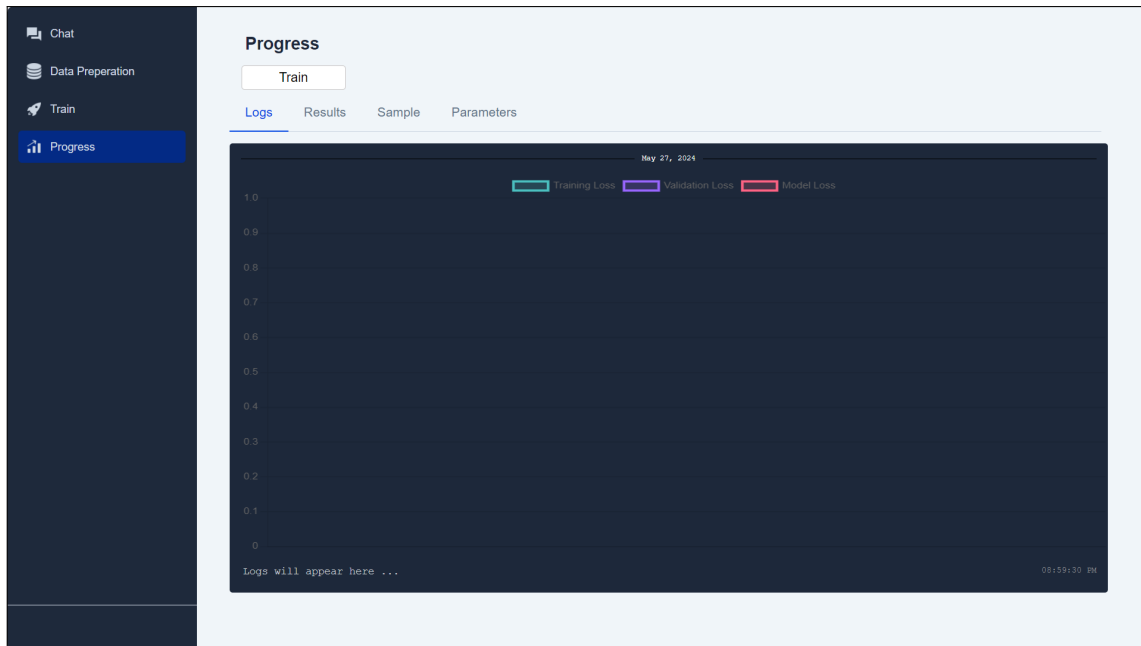 Chat
Data Preperation
Train
Progress
Progress
Train
Logs Results Sample Parameters
May 27, 2024
Training Loss Validation Loss Model Loss
1.0
0.9
0.8
0.7
0.6
0.5
0.4
0.3
0.2
0.1
0
Logs will appear here ... 08:59:30 PM